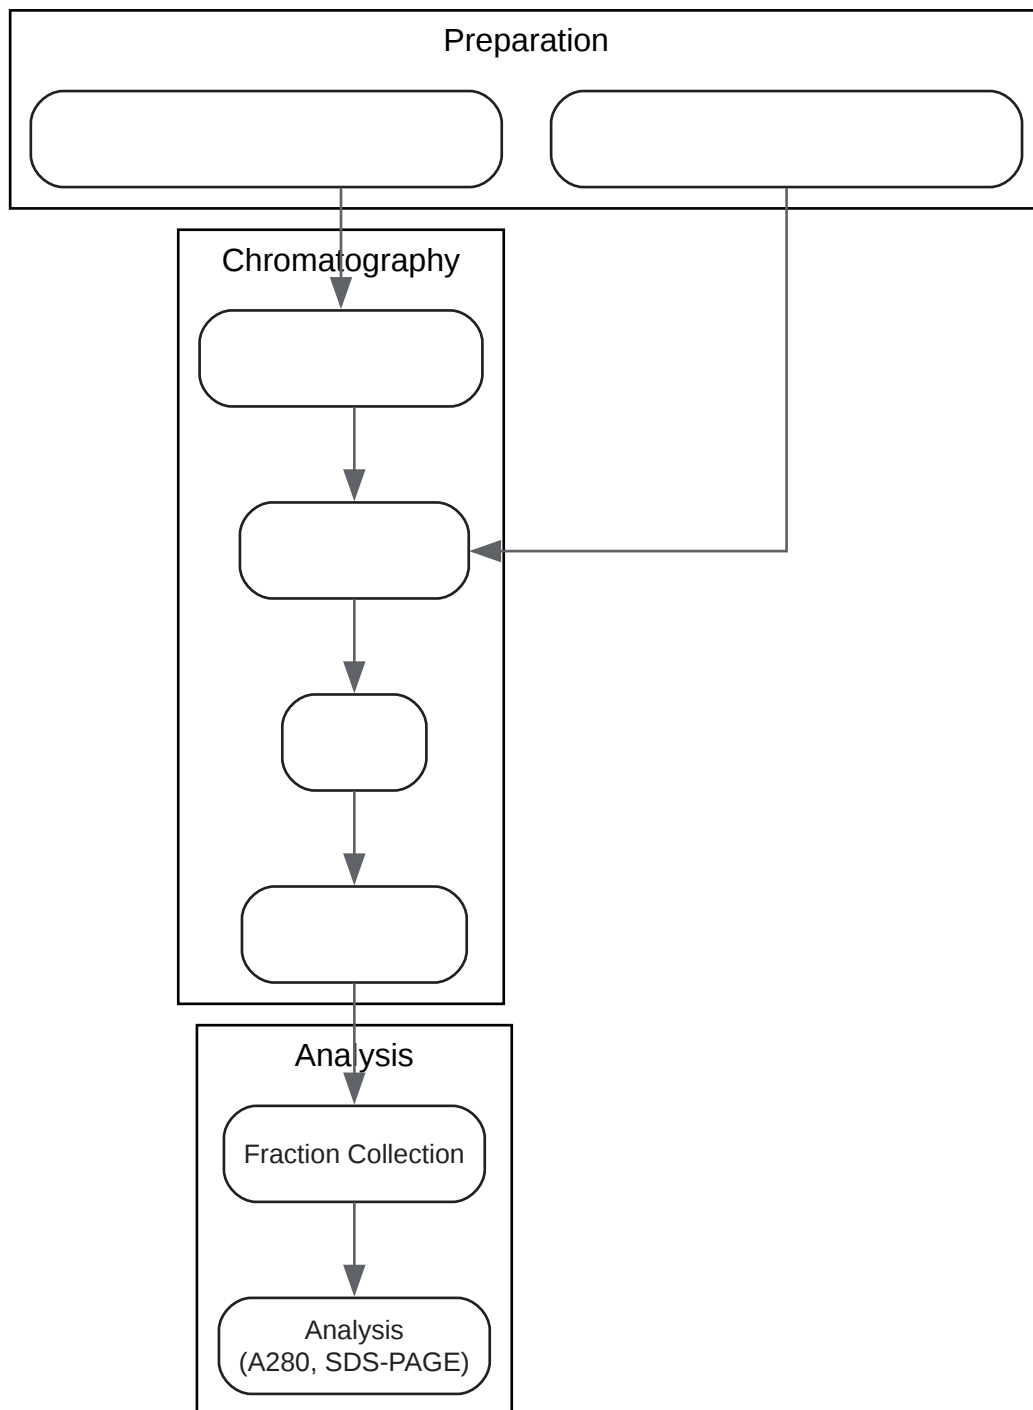 Preparation
Chromatography
Analysis
Fraction Collection
Analysis
(A280, SDS-PAGE)